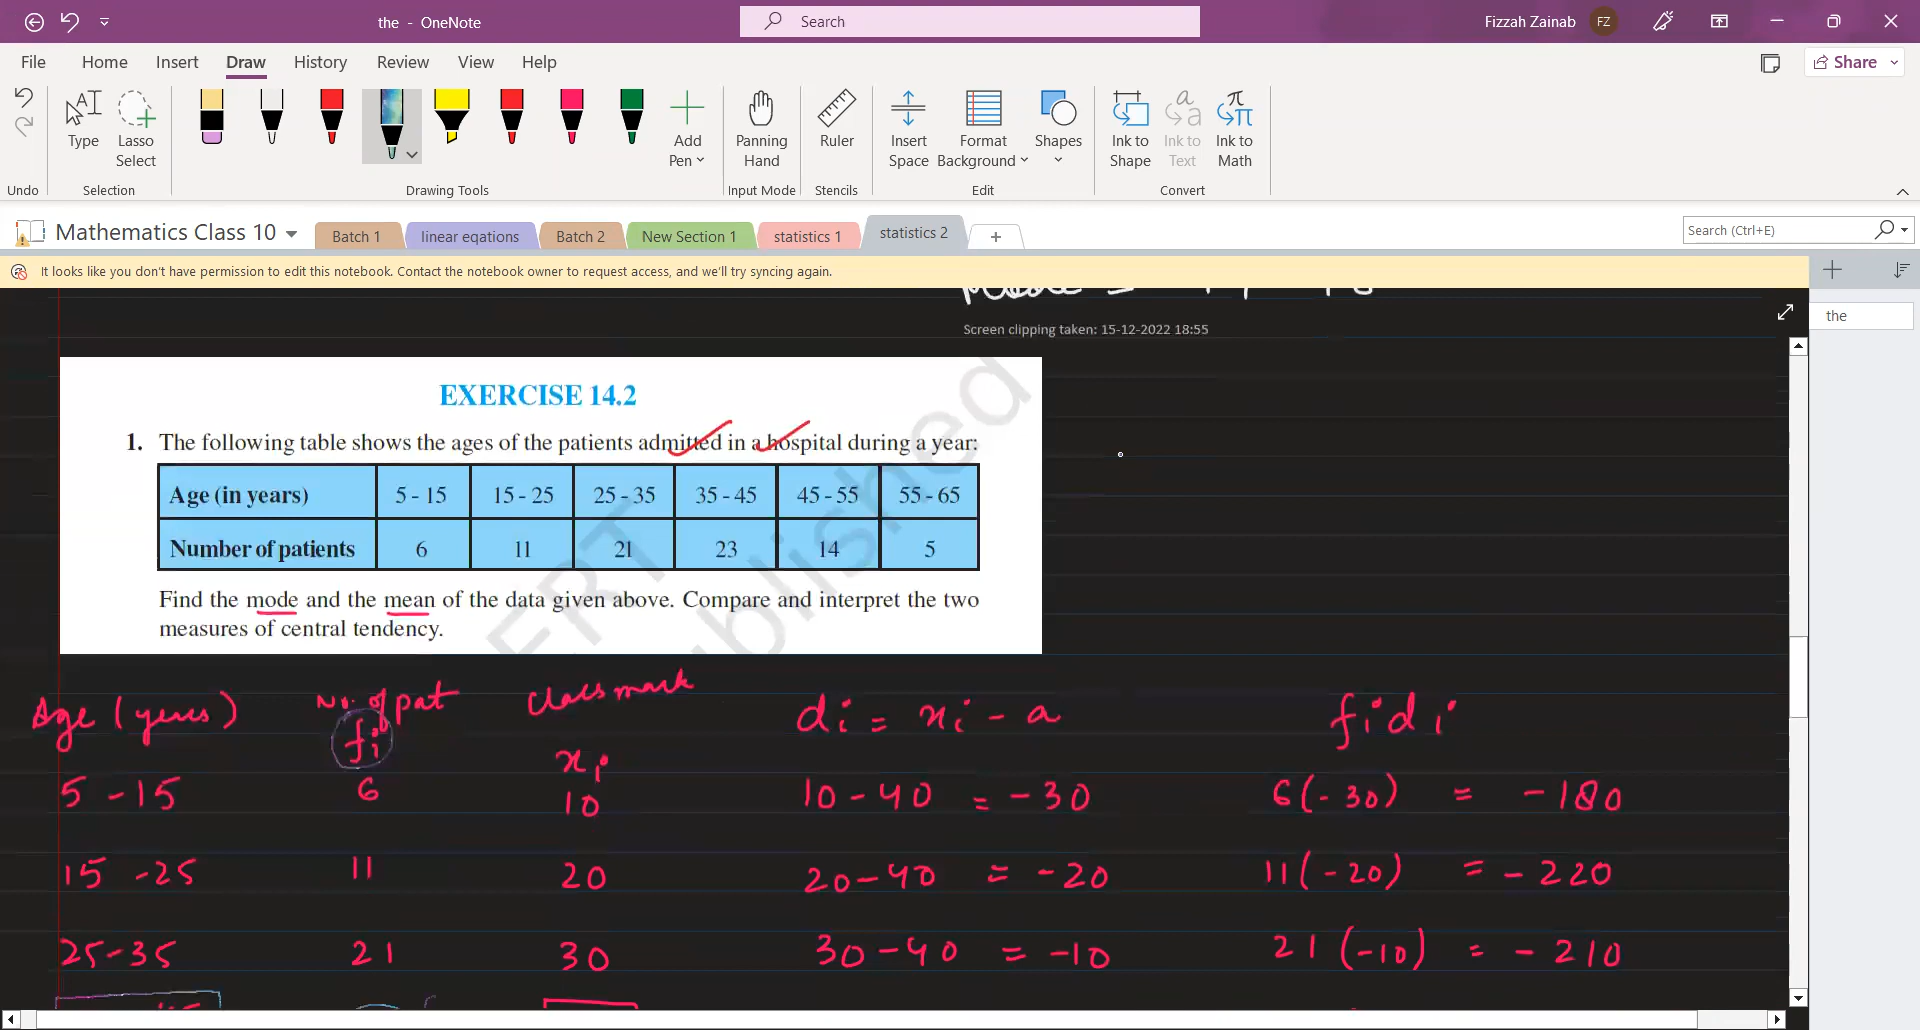 the - OneNote
Search
Fizzah Zainab
FZ
File Home Insert Draw History Review View Help
Share
Type
Lasso Select
Add Pen
Panning Hand
Ruler
Insert Space
Format Background
Shapes
Ink to Shape
Ink to Text
Ink to Math
Undo
Selection
Drawing Tools
Input Mode
Stencils
Edit
Convert
Mathematics Class 10
Batch 1
linear eqations
Batch 2
New Section 1
statistics 1
statistics 2
+
Search (Ctrl+E)
It looks like you don't have permission to edit this notebook. Contact the notebook owner to request access, and we'll try syncing again.
the
Screen clipping taken: 15-12-2022 18:55
EXERCISE 14.2
1. The following table shows the ages of the patients admitted in a hospital during a year:
Age (in years) 5 - 15 15 - 25 25 - 35 35 - 45 45 - 55 55 - 65
Number of patients 6 11 21 23 14 5
Find the mode and the mean of the data given above. Compare and interpret the two
measures of central tendency.
Age (years) No. of pat fi Class mark xi di = xi - a fidi
5 - 15 6 10 10 - 40 = -30 6(-30) = -180
15 - 25 11 20 20 - 40 = -20 11(-20) = -220
25 - 35 21 30 30 - 40 = -10 21(-10) = -210